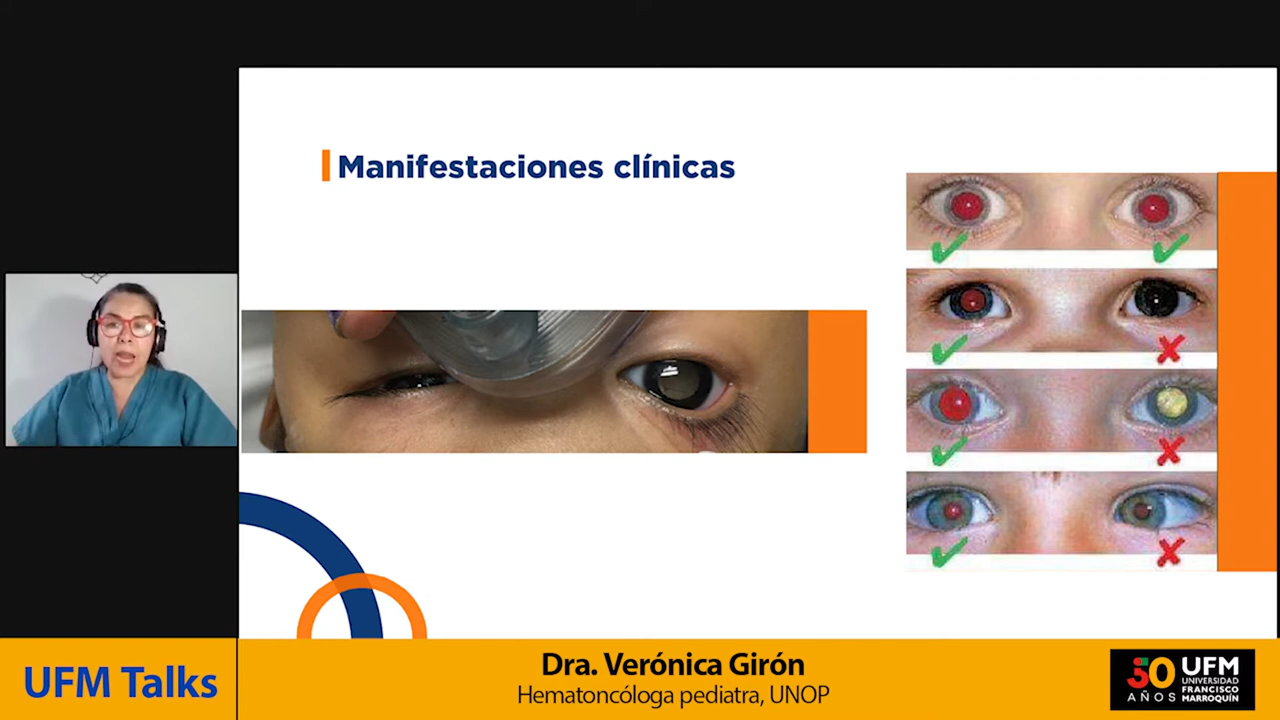 Manifestaciones clínicas
UFM Talks
Dra. Verónica Girón
Hematoncóloga pediatra, UNOP
50
AÑOS
UFM
UNIVERSIDAD
FRANCISCO
MARROQUÍN